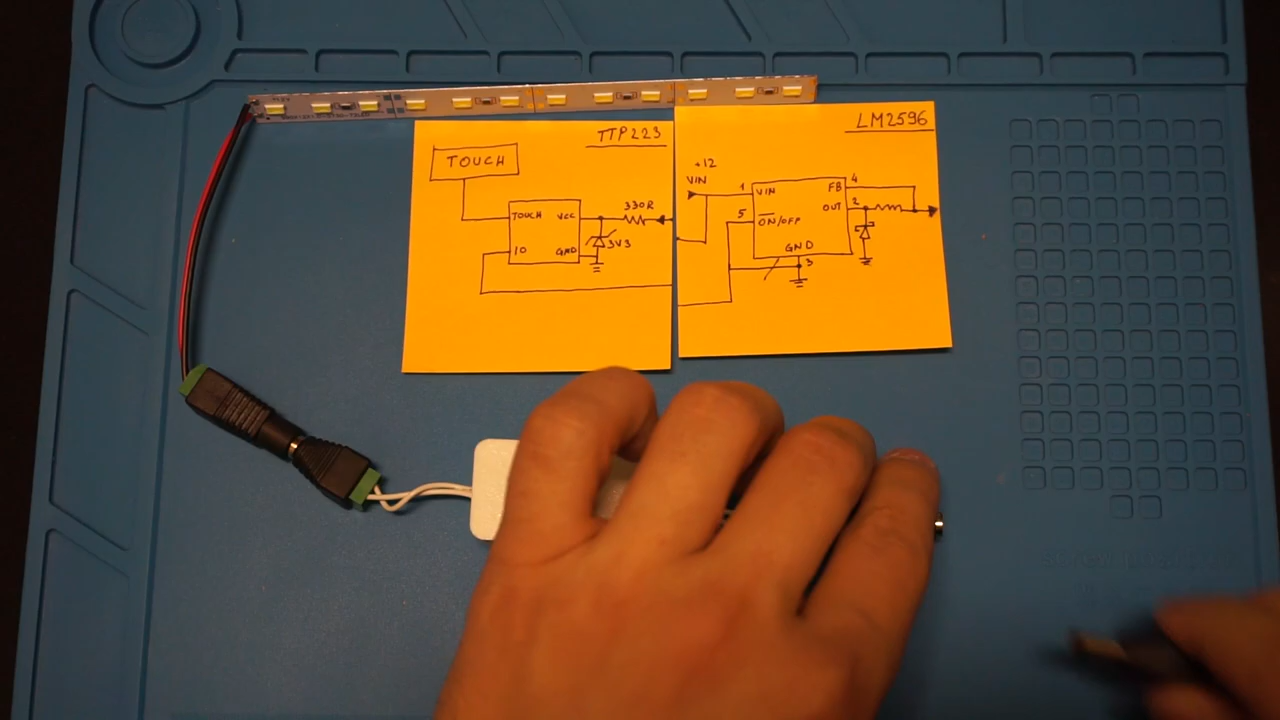 TTP223
TOUCH
TOUCH VCC
330R
3V3
IO GND
LM2596
+12
VIN
1 VIN FB 4
OUT 2
5 ON/OFF
GND
3